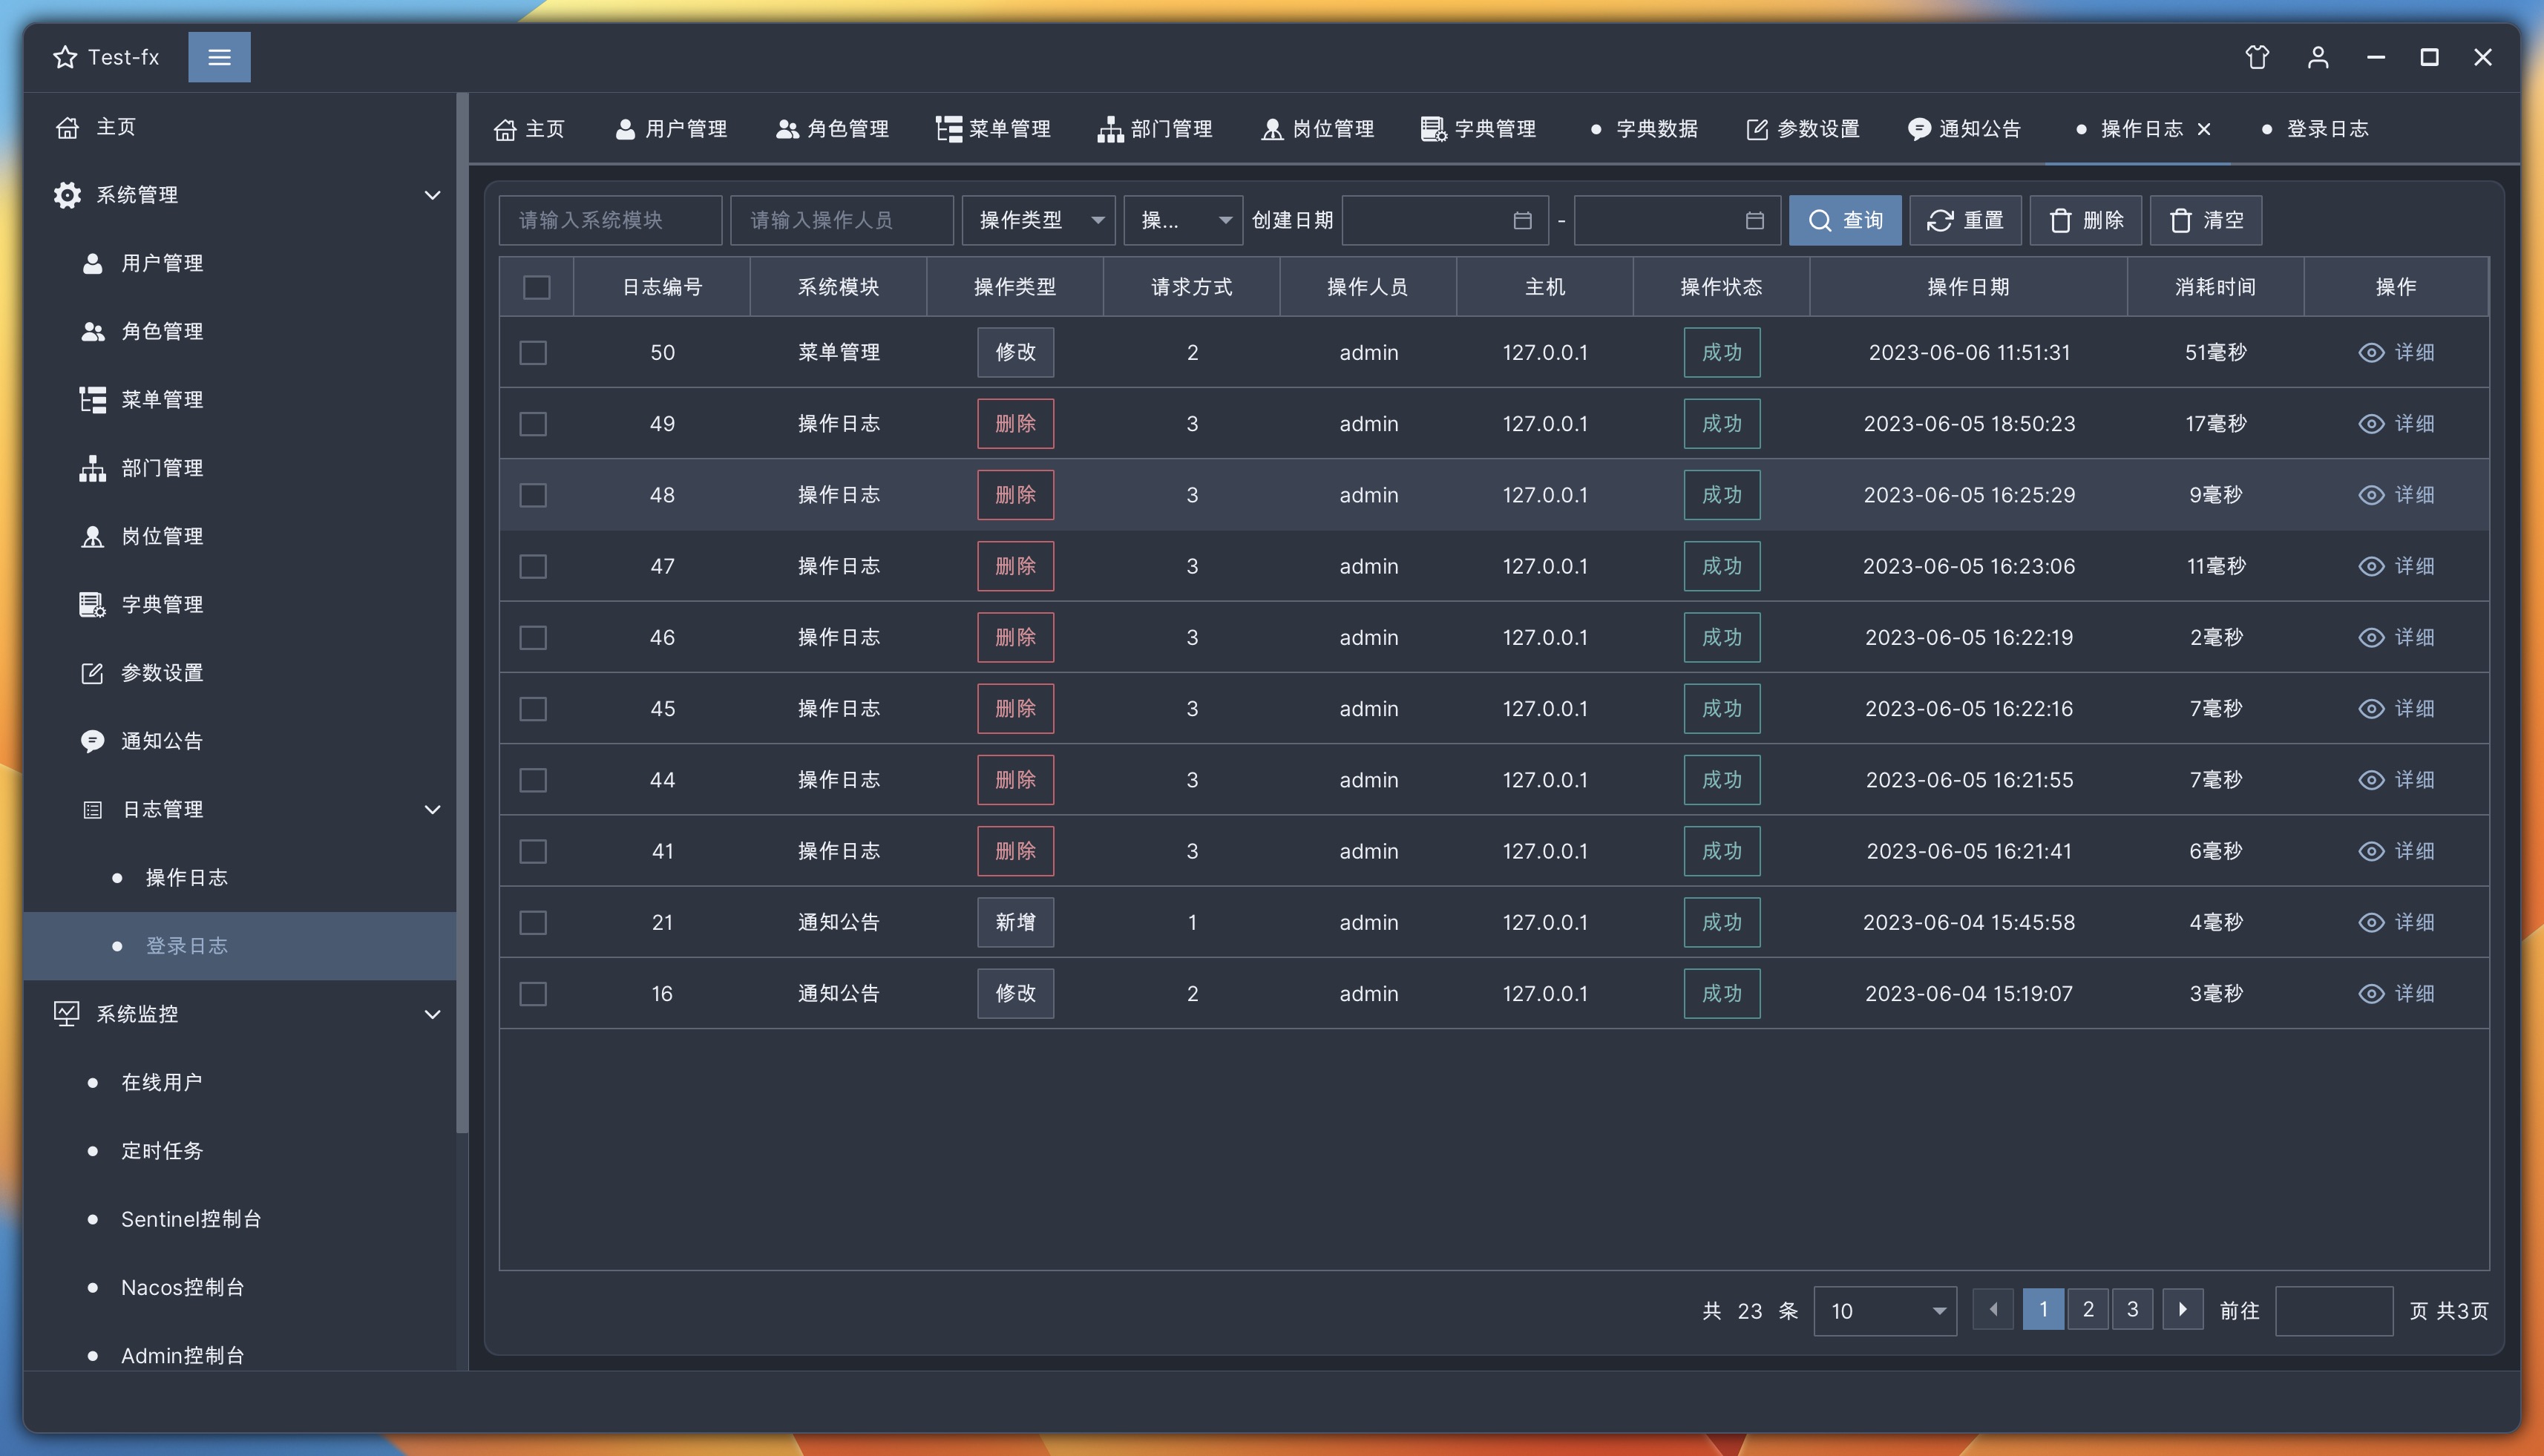 Test-fx
主页
系统管理
用户管理
角色管理
菜单管理
部门管理
岗位管理
字典管理
参数设置
通知公告
日志管理
操作日志
登录日志
系统监控
在线用户
定时任务
Sentinel控制台
Nacos控制台
Admin控制台
主页 用户管理 角色管理 菜单管理 部门管理 岗位管理 字典管理 字典数据 参数设置 通知公告 操作日志 登录日志
请输入系统模块 请输入操作人员 操作类型 操... 创建日期 - 查询 重置 删除 清空
日志编号 系统模块 操作类型 请求方式 操作人员 主机 操作状态 操作日期 消耗时间 操作
50 菜单管理 修改 2 admin 127.0.0.1 成功 2023-06-06 11:51:31 51毫秒 详细
49 操作日志 删除 3 admin 127.0.0.1 成功 2023-06-05 18:50:23 17毫秒 详细
48 操作日志 删除 3 admin 127.0.0.1 成功 2023-06-05 16:25:29 9毫秒 详细
47 操作日志 删除 3 admin 127.0.0.1 成功 2023-06-05 16:23:06 11毫秒 详细
46 操作日志 删除 3 admin 127.0.0.1 成功 2023-06-05 16:22:19 2毫秒 详细
45 操作日志 删除 3 admin 127.0.0.1 成功 2023-06-05 16:22:16 7毫秒 详细
44 操作日志 删除 3 admin 127.0.0.1 成功 2023-06-05 16:21:55 7毫秒 详细
41 操作日志 删除 3 admin 127.0.0.1 成功 2023-06-05 16:21:41 6毫秒 详细
21 通知公告 新增 1 admin 127.0.0.1 成功 2023-06-04 15:45:58 4毫秒 详细
16 通知公告 修改 2 admin 127.0.0.1 成功 2023-06-04 15:19:07 3毫秒 详细
共 23 条 10 1 2 3 前往 页 共3页